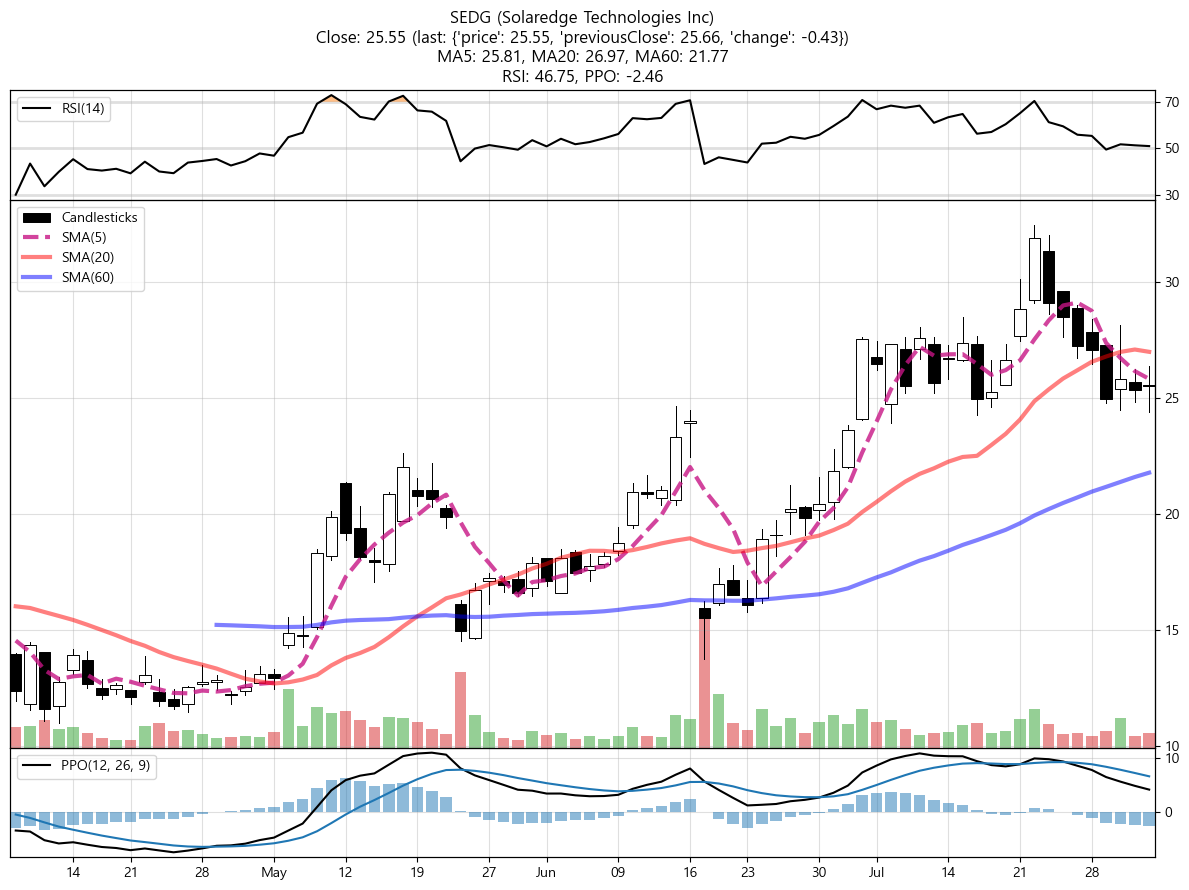 SEDG (Solaredge Technologies Inc)
Close: 25.55 (last: {'price': 25.55, 'previousClose': 25.66, 'change': -0.43})
MA5: 25.81, MA20: 26.97, MA60: 21.77
RSI: 46.75, PPO: -2.46
RSI(14)
70
50
30
Candlesticks
SMA(5)
SMA(20)
SMA(60)
30
25
20
15
10
PPO(12, 26, 9)
10
0
14 21 28 May 12 19 27 Jun 09 16 23 30 Jul 14 21 28